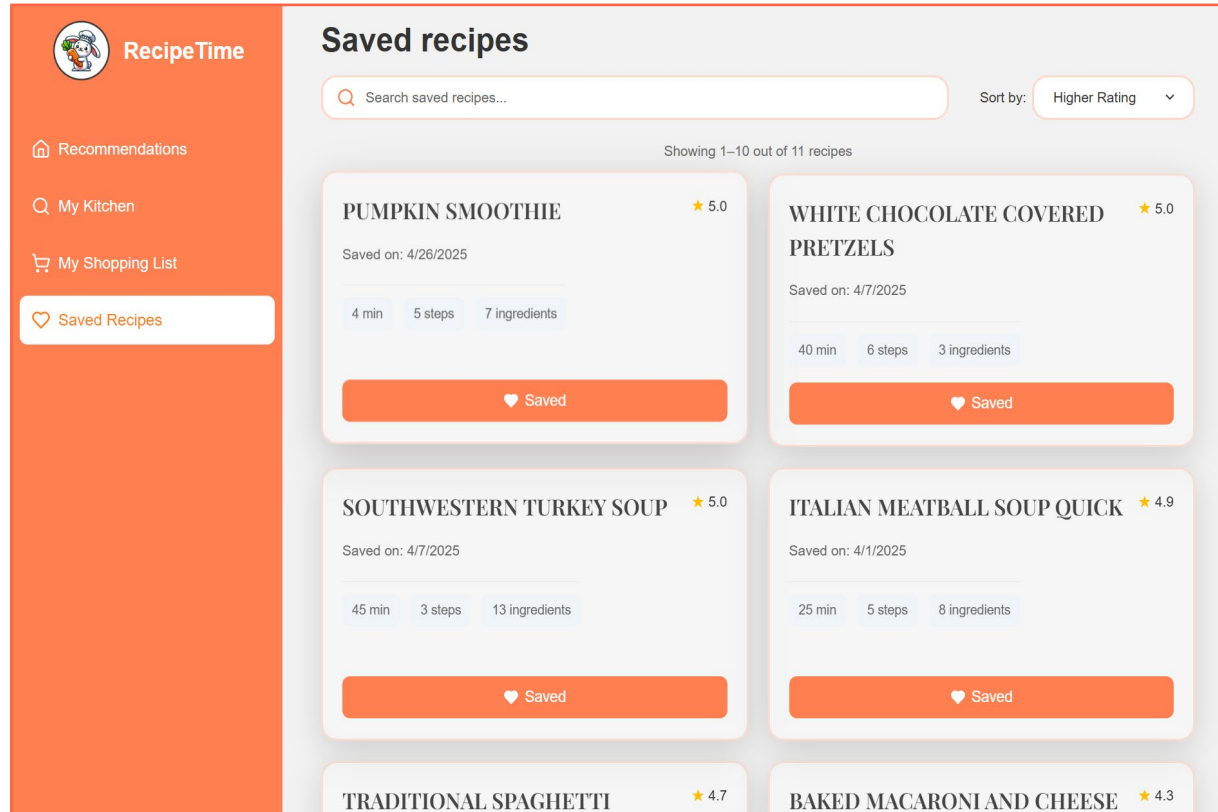 RecipeTime
Recommendations
My Kitchen
My Shopping List
Saved Recipes
Saved recipes
Search saved recipes...
Sort by:
Higher Rating
Showing 1–10 out of 11 recipes
PUMPKIN SMOOTHIE
5.0
Saved on: 4/26/2025
4 min 5 steps 7 ingredients
Saved
WHITE CHOCOLATE COVERED
PRETZELS
5.0
Saved on: 4/7/2025
40 min 6 steps 3 ingredients
Saved
SOUTHWESTERN TURKEY SOUP
5.0
Saved on: 4/7/2025
45 min 3 steps 13 ingredients
Saved
ITALIAN MEATBALL SOUP QUICK
4.9
Saved on: 4/1/2025
25 min 5 steps 8 ingredients
Saved
TRADITIONAL SPAGHETTI
4.7
BAKED MACARONI AND CHEESE
4.3